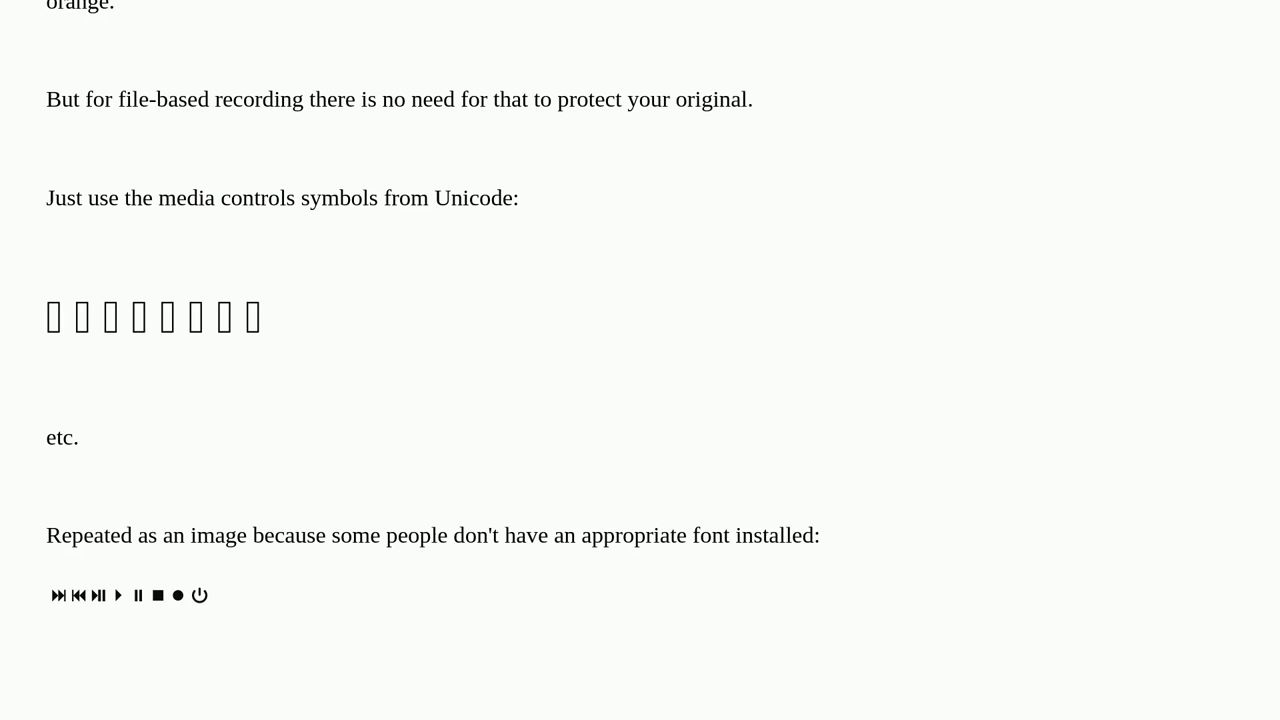 orange.
But for file-based recording there is no need for that to protect your original.
Just use the media controls symbols from Unicode:
etc.
Repeated as an image because some people don't have an appropriate font installed:
⏭ ⏮ ⏯ ⏵ ⏸ ⏹ ⏺ ⏻